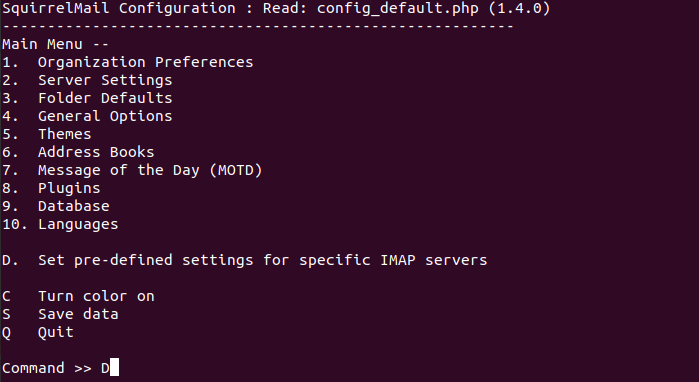 SquirrelMail Configuration : Read: config_default.php (1.4.0)
---------------------------------------------------------
Main Menu --
1.  Organization Preferences
2.  Server Settings
3.  Folder Defaults
4.  General Options
5.  Themes
6.  Address Books
7.  Message of the Day (MOTD)
8.  Plugins
9.  Database
10. Languages
D.  Set pre-defined settings for specific IMAP servers
C   Turn color on
S   Save data
Q   Quit
Command >> D